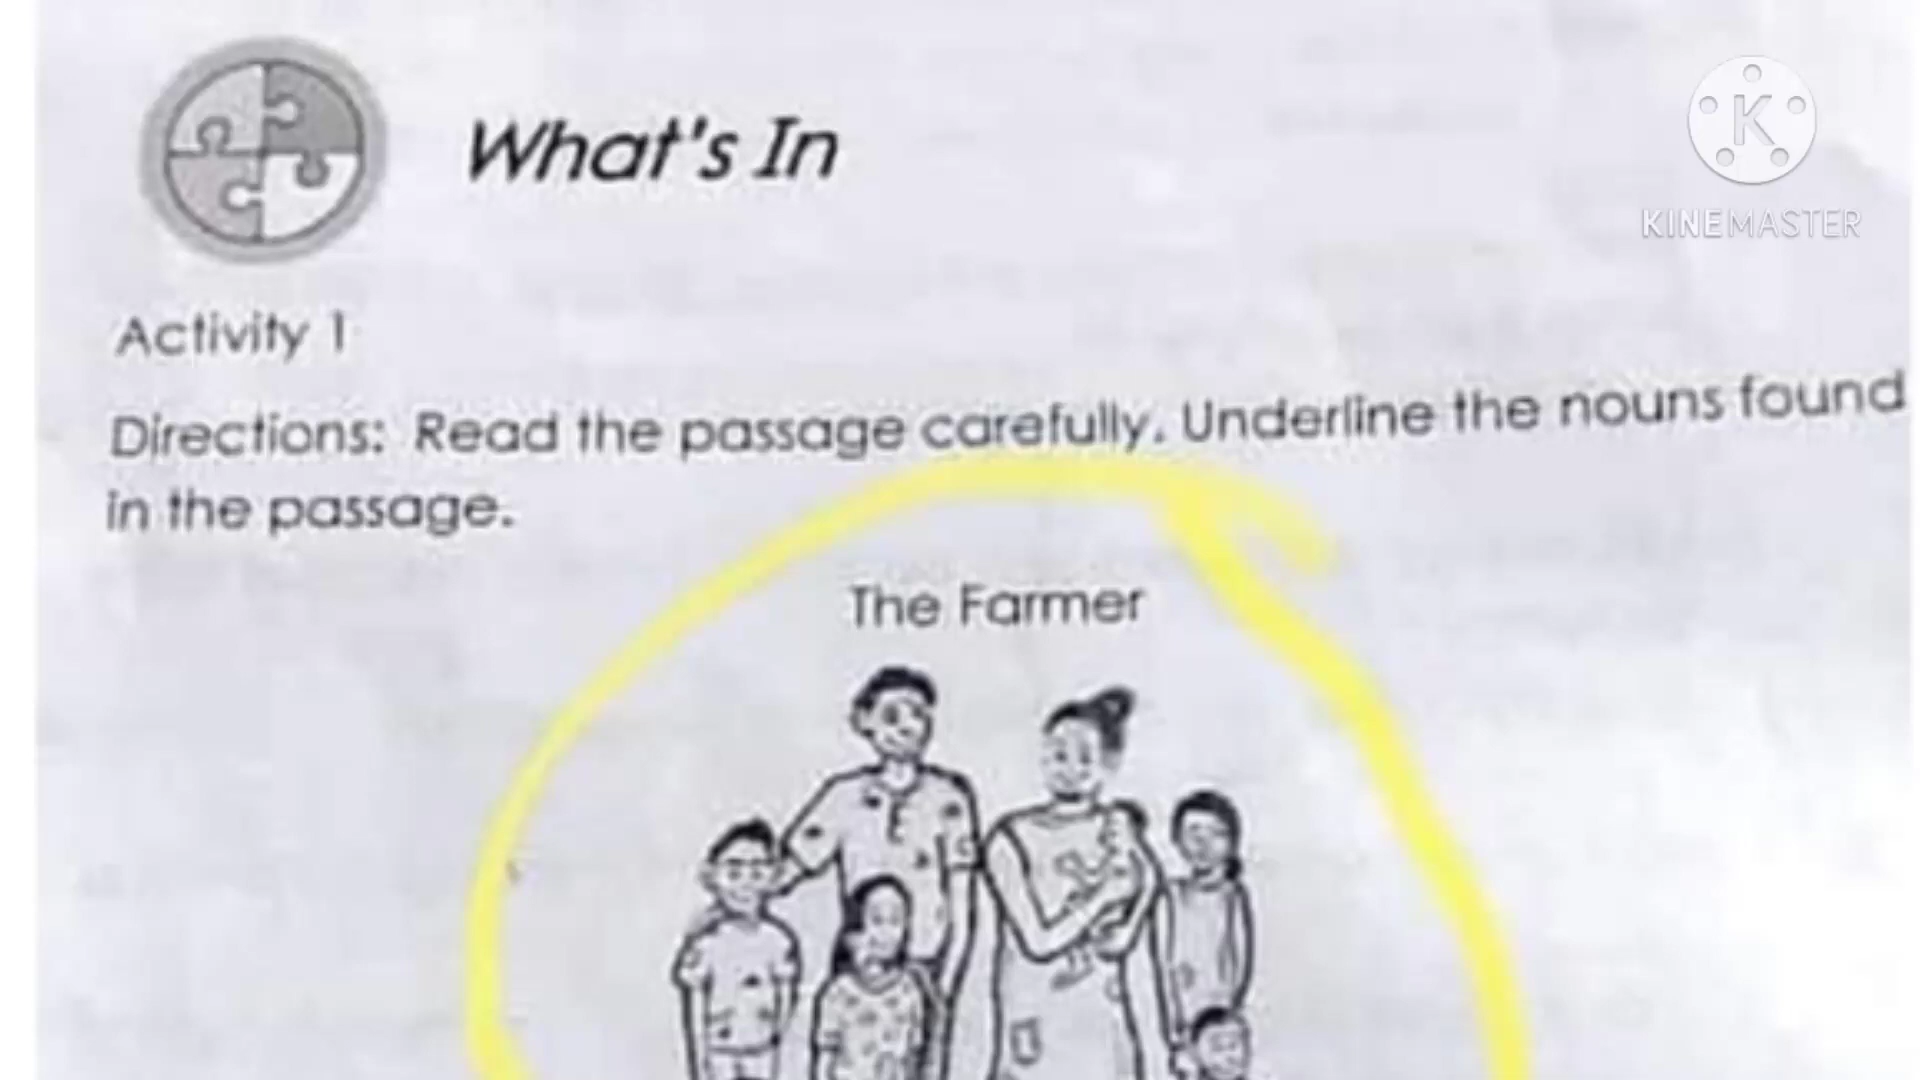 What's In
K
KINEMASTER
Activity 1
Directions: Read the passage carefully. Underline the nouns found
in the passage.
The Farmer